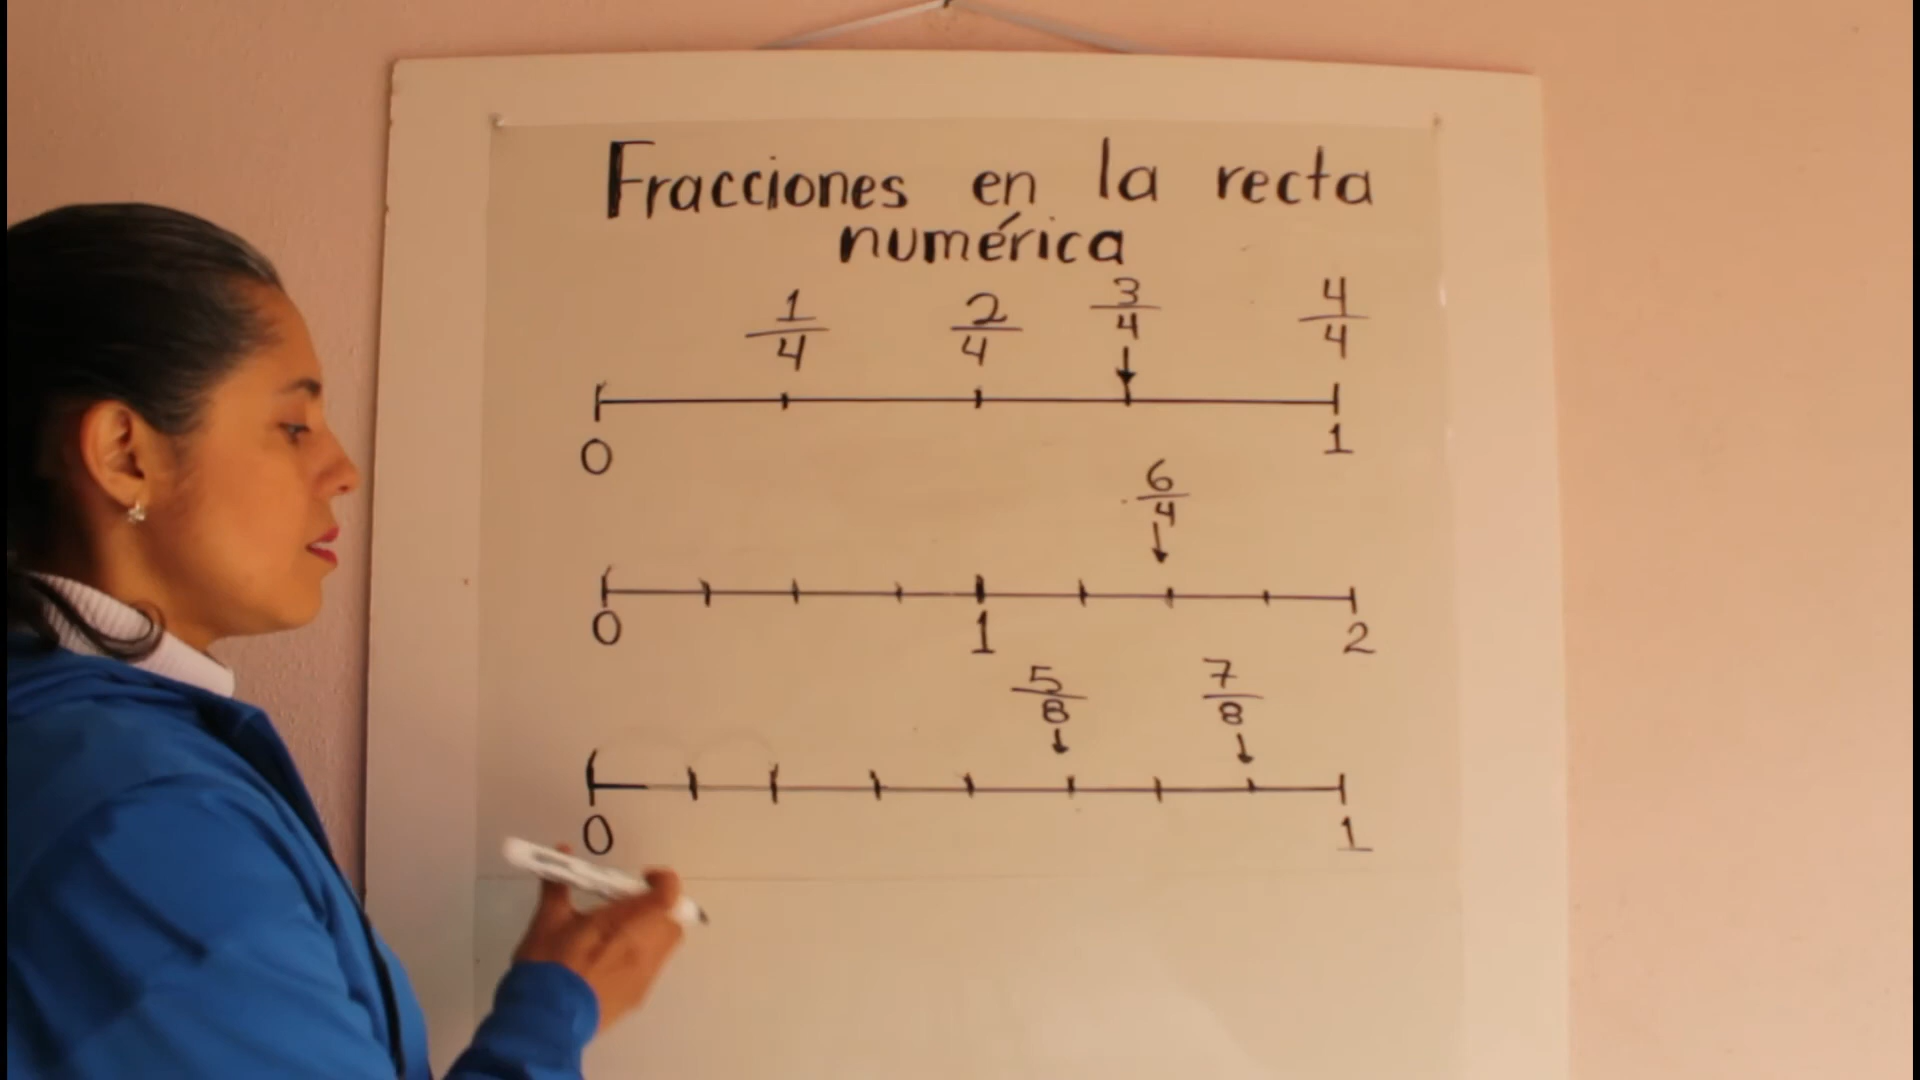 Fracciones en la recta
numérica
1/4 2/4 3/4 4/4
0 1
6/4
0 1 2
5/8 7/8
0 1